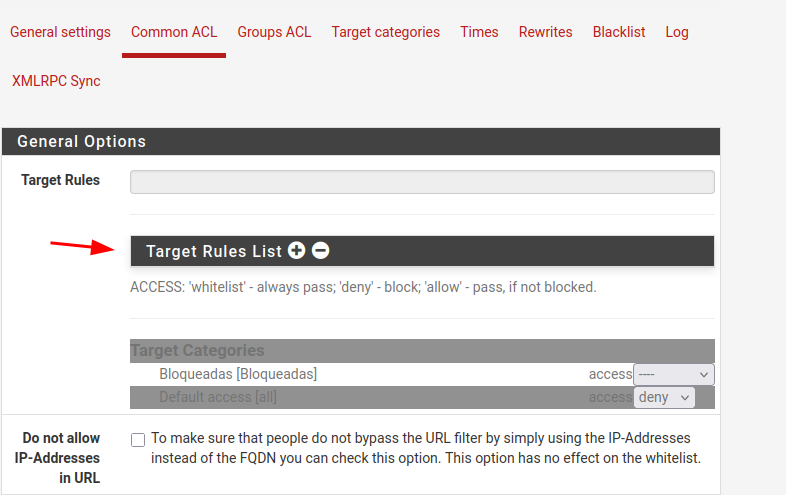 General settings Common ACL Groups ACL Target categories Times Rewrites Blacklist Log
XMLRPC Sync
General Options
Target Rules
Target Rules List
ACCESS: 'whitelist' - always pass; 'deny' - block; 'allow' - pass, if not blocked.
Target Categories
Bloqueadas [Bloqueadas] access ----
Default access [all] access deny
Do not allow IP-Addresses in URL
To make sure that people do not bypass the URL filter by simply using the IP-Addresses
instead of the FQDN you can check this option. This option has no effect on the whitelist.